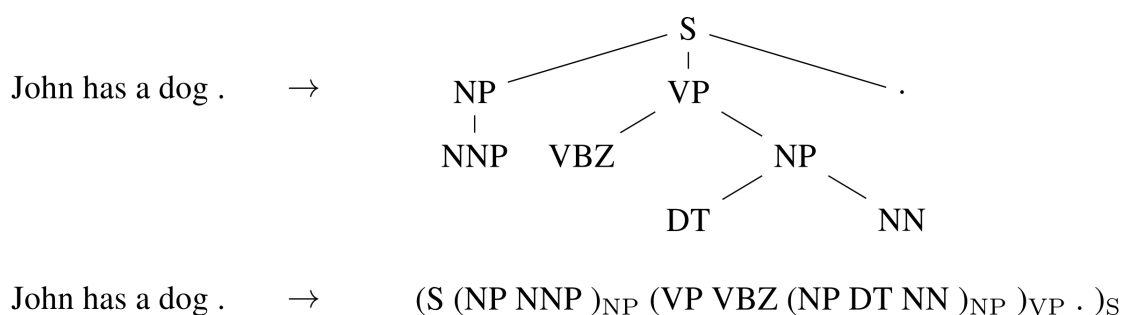 S
John has a dog . → NP VP .
NNP VBZ NP
DT NN
John has a dog . → (S (NP NNP )NP (VP VBZ (NP DT NN )NP )VP . )S